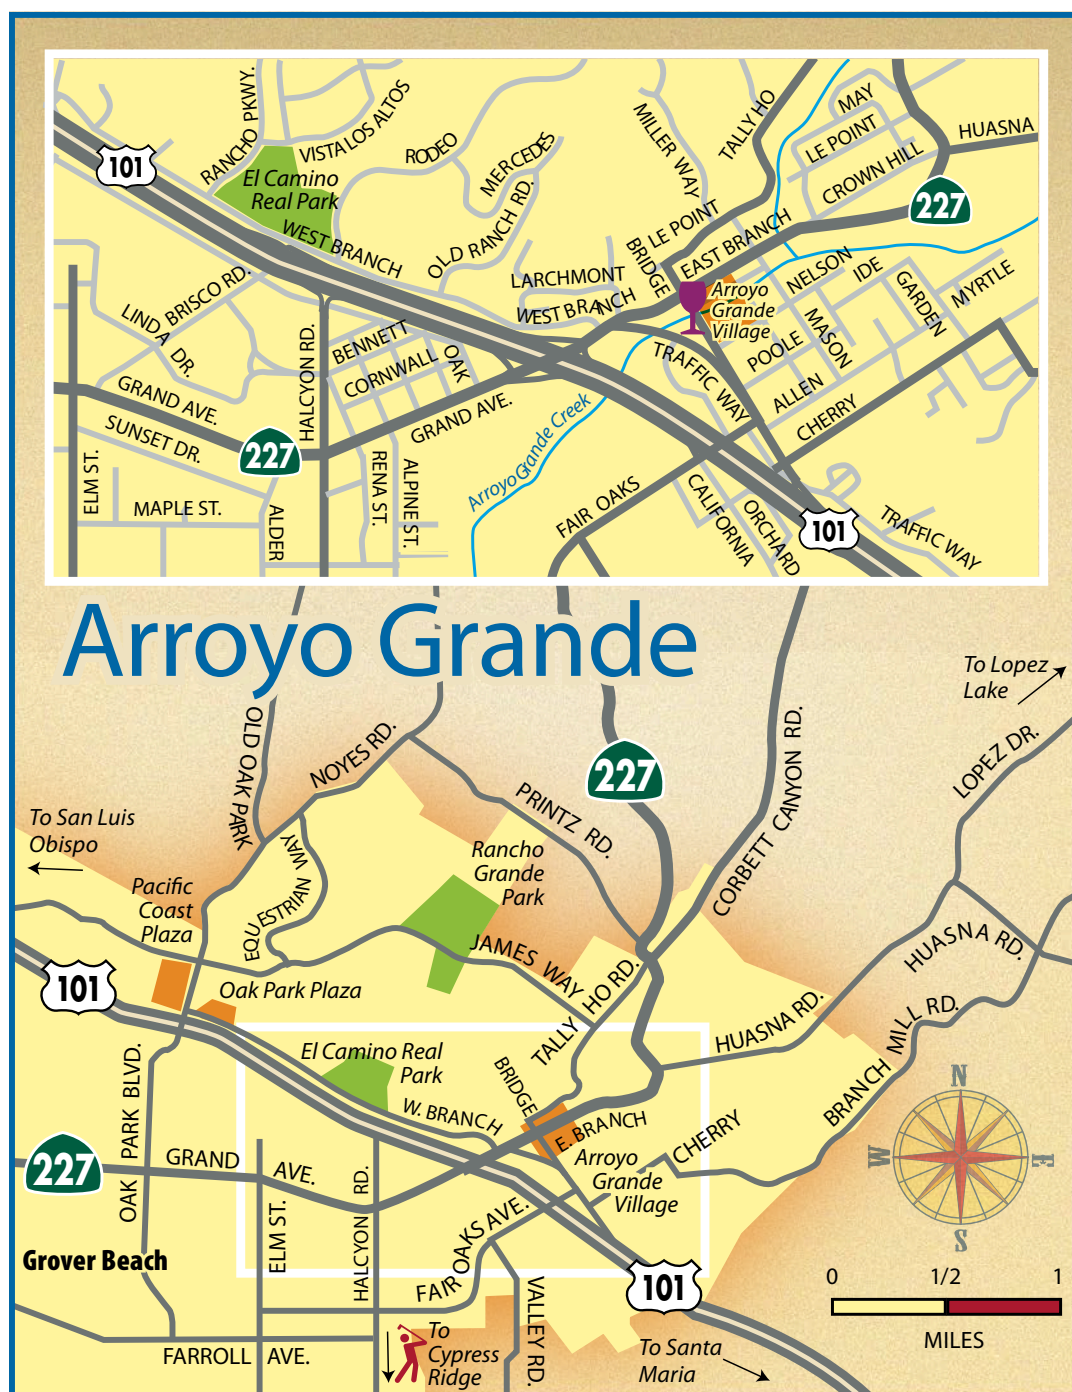 RANCHO PKWY.
VISTALOS ALTOS
RODEO
MERCEDES
OLD RANCH RD.
MILLER WAY
TALLY HO
MAY
LE POINT
CROWN HILL
HUASNA
101
El Camino
Real Park
WEST BRANCH
227
LE POINT
EAST BRANCH
BRIDGE
LARCHMONT
WEST BRANCH
NELSON
IDE
GARDEN
MYRTLE
Arroyo
Grande
Village
MASON
POOLE
ALLEN
CHERRY
TRAFFIC WAY
BRISCO RD.
LINDA DR.
HALCYON RD.
BENNETT
CORNWALL
OAK
GRAND AVE.
GRAND AVE.
SUNSET DR.
227
ArroyoGrande Creek
ELM ST.
MAPLE ST.
ALDER
RENA ST.
ALPINE ST.
FAIR OAKS
CALIFORNIA
ORCHARD
101
TRAFFIC WAY
Arroyo Grande
To Lopez
Lake
OLD OAK PARK
NOYES RD.
227
PRINTZ RD.
CORBETT CANYON RD.
LOPEZ DR.
To San Luis
Obispo
EQUESTRIAN WAY
Rancho
Grande
Park
Pacific
Coast
Plaza
JAMES WAY
HUASNA RD.
101
Oak Park Plaza
TALLY HO RD.
HUASNA RD.
BRANCH MILL RD.
El Camino Real
Park
BRIDGE
W. BRANCH
E. BRANCH
CHERRY
OAK PARK BLVD.
227
GRAND AVE.
Arroyo
Grande
Village
N
W
E
S
ELM ST.
HALCYON RD.
FAIR OAKS AVE.
Grover Beach
VALLEY RD.
101
0 1/2 1
MILES
FARROLL AVE.
To
Cypress
Ridge
To Santa
Maria